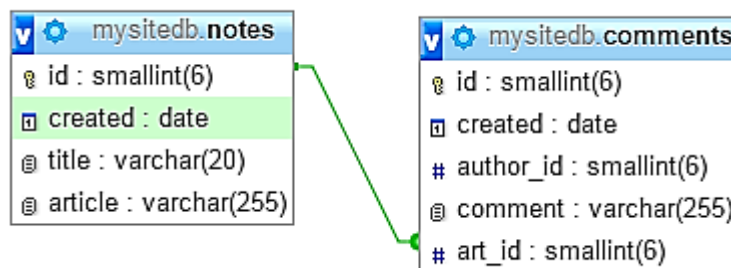 mysitedb.notes
id : smallint(6)
created : date
title : varchar(20)
article : varchar(255)
mysitedb.comments
id : smallint(6)
created : date
author_id : smallint(6)
comment : varchar(255)
art_id : smallint(6)